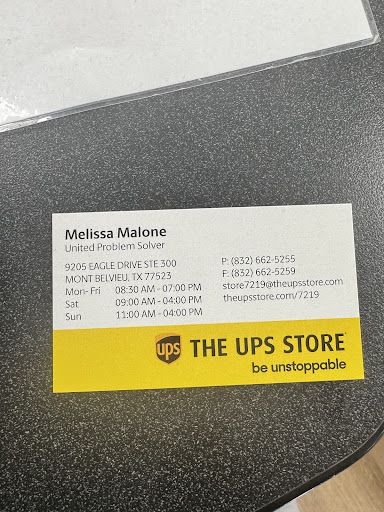 Melissa Malone
United Problem Solver
9205 EAGLE DRIVE STE 300
MONT BELVIEU, TX 77523
Mon- Fri 08:30 AM - 07:00 PM
Sat 09:00 AM - 04:00 PM
Sun 11:00 AM - 04:00 PM
P: (832) 662-5255
F: (832) 662-5259
store7219@theupsstore.com
theupsstore.com/7219
ups THE UPS STORE
be unstoppable